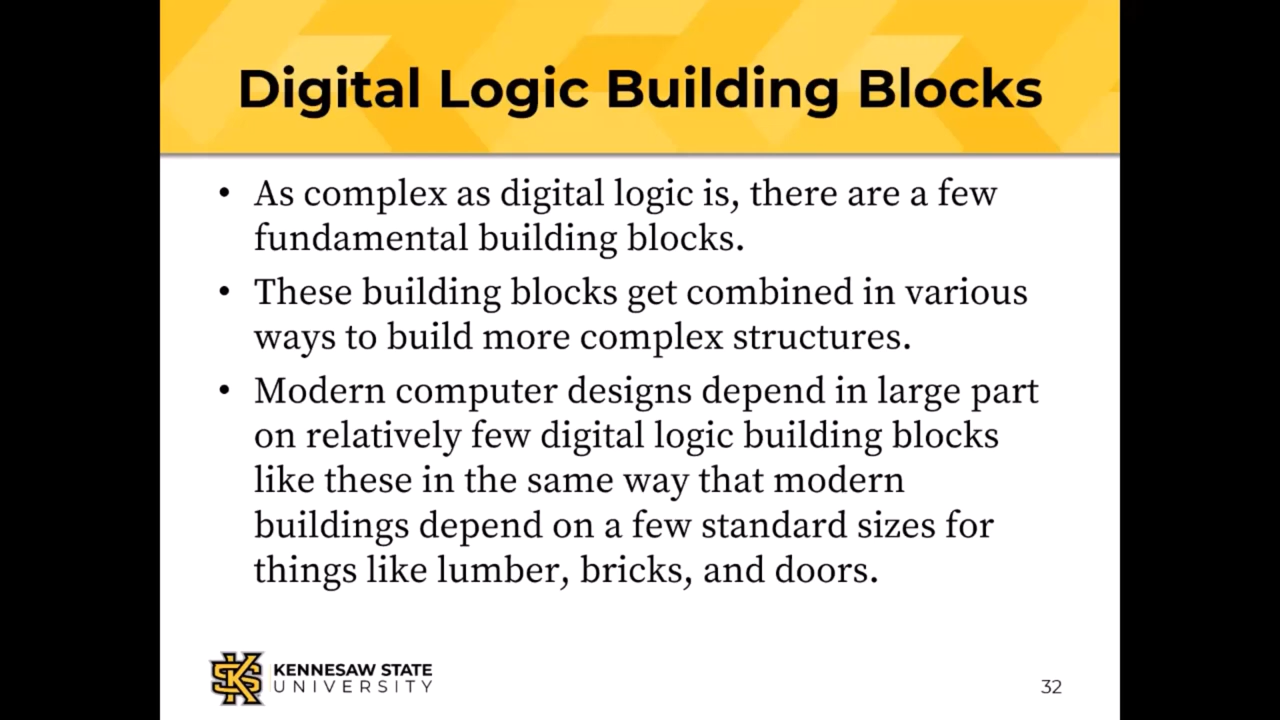 Digital Logic Building Blocks
• As complex as digital logic is, there are a few
fundamental building blocks.
• These building blocks get combined in various
ways to build more complex structures.
• Modern computer designs depend in large part
on relatively few digital logic building blocks
like these in the same way that modern
buildings depend on a few standard sizes for
things like lumber, bricks, and doors.
KS
KENNESAW STATE
UNIVERSITY
32